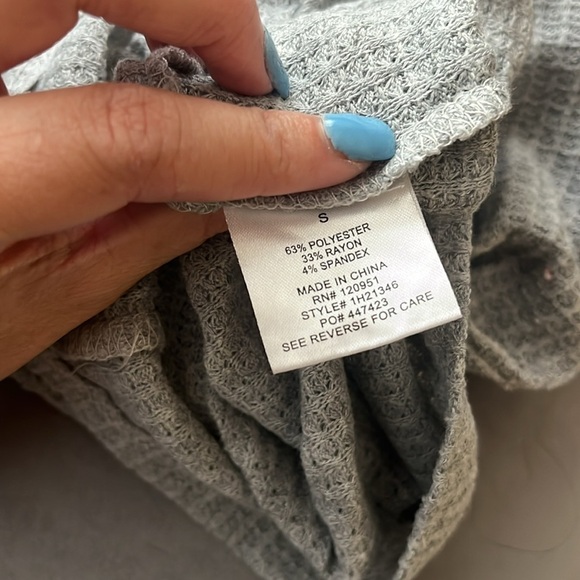 S
63% POLYESTER
33% RAYON
4% SPANDEX
MADE IN CHINA
RN# 120951
STYLE# 1H21346
PO# 447423
SEE REVERSE FOR CARE